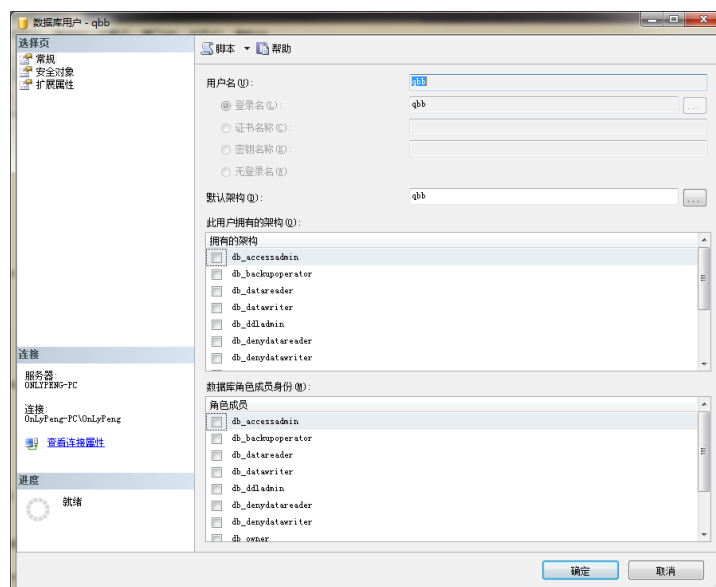 数据库用户 - qbb
选择页
常规
安全对象
扩展属性
脚本
帮助
用户名(U):
qbb
登录名(L):
qbb
...
证书名称(C):
密钥名称(K):
无登录名(W)
默认架构(D):
qbb
...
此用户拥有的架构(O):
拥有的架构
db_accessadmin
db_backupoperator
db_datareader
db_datawriter
db_ddladmin
db_denydatareader
db_denydatawriter
数据库角色成员身份(M):
角色成员
db_accessadmin
db_backupoperator
db_datareader
db_datawriter
db_ddladmin
db_denydatareader
db_denydatawriter
db_owner
连接
服务器:
ONLYPENG-PC
连接:
OnLyPeng-PC\OnLyPeng
查看连接属性
进度
就绪
确定
取消